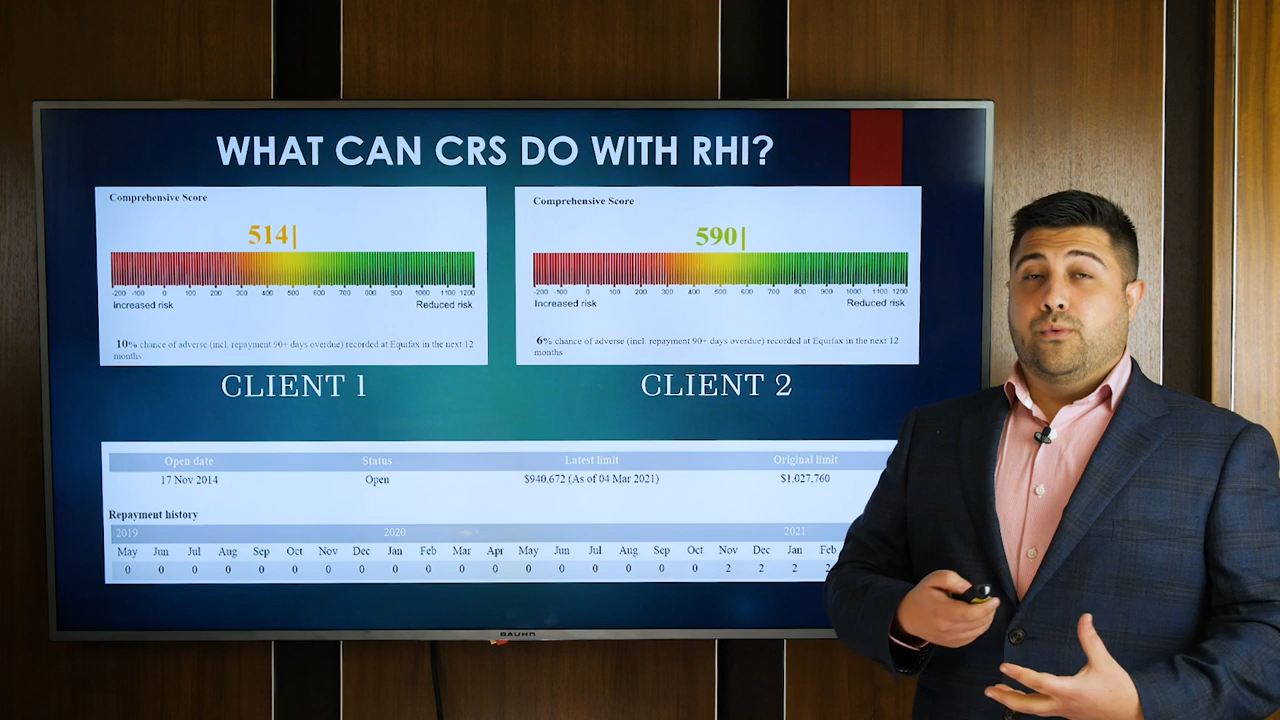 WHAT CAN CRS DO WITH RHI?
Comprehensive Score
514|
-200 -100 0 100 200 300 400 500 600 700 800 900 1000 1100 1200
Increased risk Reduced risk
10% chance of adverse (incl. repayment 90+ days overdue) recorded at Equifax in the next 12
months
CLIENT 1
Comprehensive Score
590|
-200 -100 0 100 200 300 400 500 600 700 800 900 1000 1100 1200
Increased risk Reduced risk
6% chance of adverse (incl. repayment 90+ days overdue) recorded at Equifax in the next 12
months
CLIENT 2
Open date Status Latest limit Original limit
17 Nov 2014 Open $940,672 (As of 04 Mar 2021) $1,027,760
Repayment history
2019 2020 2021
May Jun Jul Aug Sep Oct Nov Dec Jan Feb Mar Apr May Jun Jul Aug Sep Oct Nov Dec Jan Feb
0 0 0 0 0 0 0 0 0 0 0 0 0 0 0 0 0 0 2 2 2 2
BAUHN